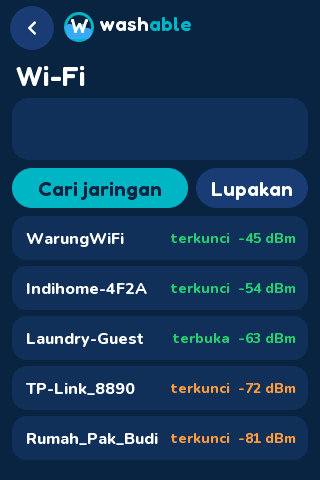 washable
Wi-Fi
Cari jaringan Lupakan
WarungWiFi terkunci -45 dBm
Indihome-4F2A terkunci -54 dBm
Laundry-Guest terbuka -63 dBm
TP-Link_8890 terkunci -72 dBm
Rumah_Pak_Budi terkunci -81 dBm